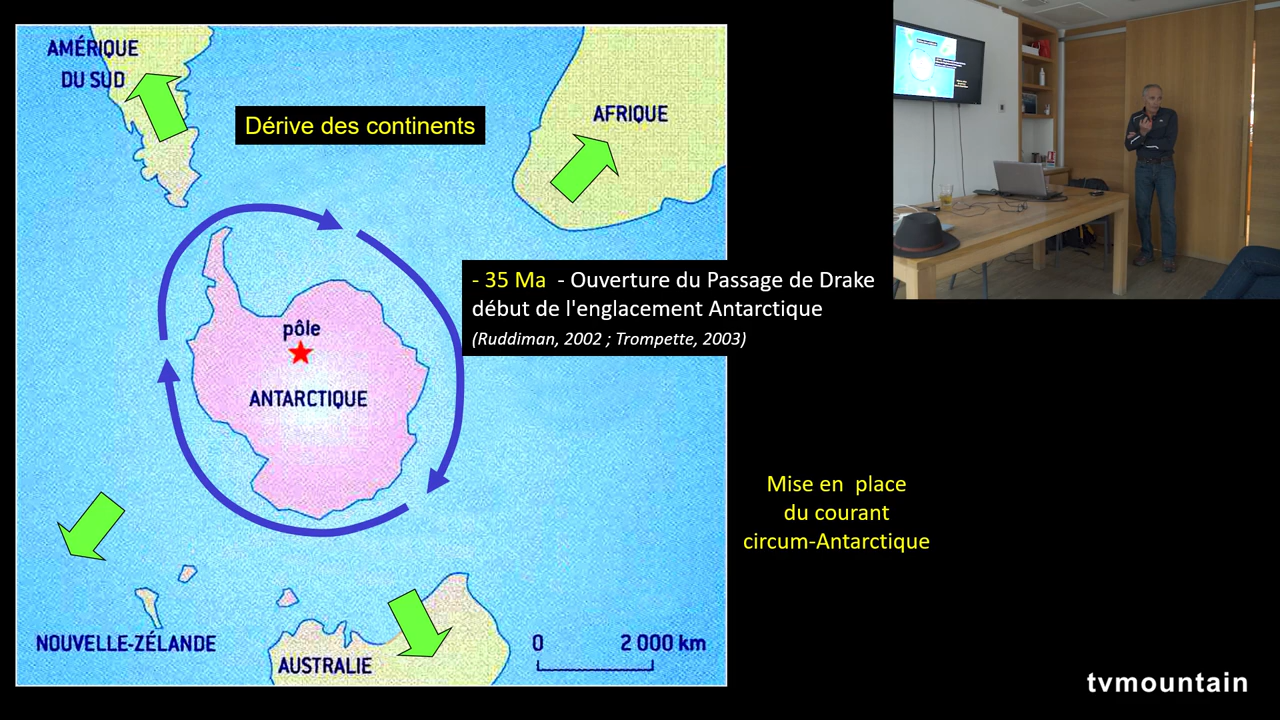 AMÉRIQUE
DU SUD
Dérive des continents
AFRIQUE
- 35 Ma - Ouverture du Passage de Drake
début de l'englacement Antarctique
(Ruddiman, 2002 ; Trompette, 2003)
pôle
ANTARCTIQUE
Mise en place
du courant
circum-Antarctique
NOUVELLE-ZÉLANDE
AUSTRALIE
0 2 000 km
tvmountain